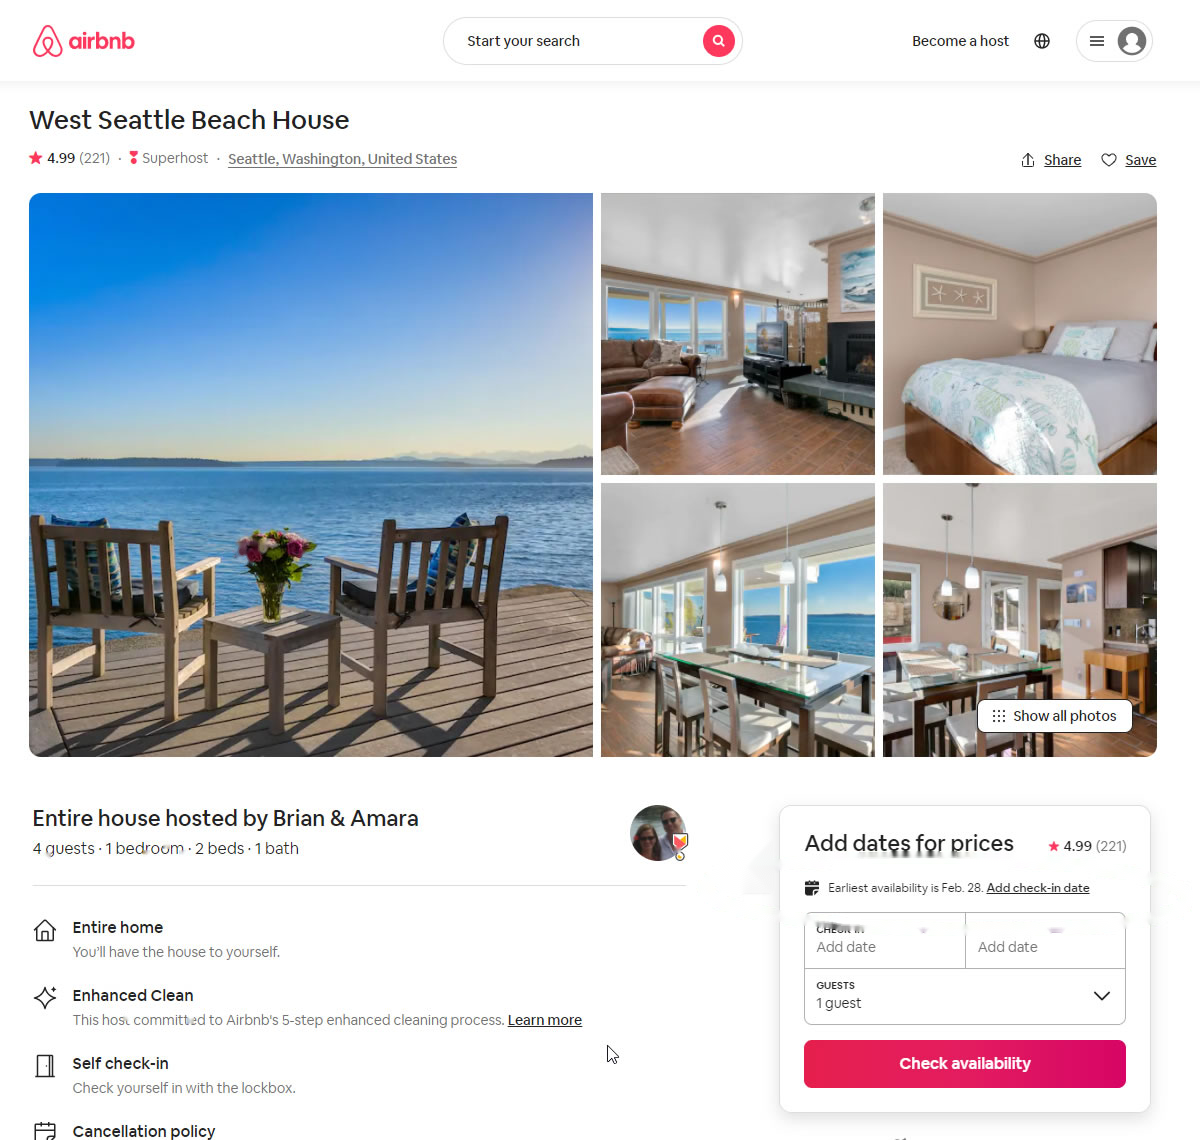 airbnb
Start your search
Become a host
West Seattle Beach House
4.99 (221) · Superhost · Seattle, Washington, United States
Share
Save
Show all photos
Entire house hosted by Brian & Amara
4 guests · 1 bedroom · 2 beds · 1 bath
Entire home
You'll have the house to yourself.
Enhanced Clean
This host committed to Airbnb's 5-step enhanced cleaning process. Learn more
Self check-in
Check yourself in with the lockbox.
Cancellation policy
Add dates for prices
4.99 (221)
Earliest availability is Feb. 28. Add check-in date
CHECK-IN
Add date
Add date
GUESTS
1 guest
Check availability